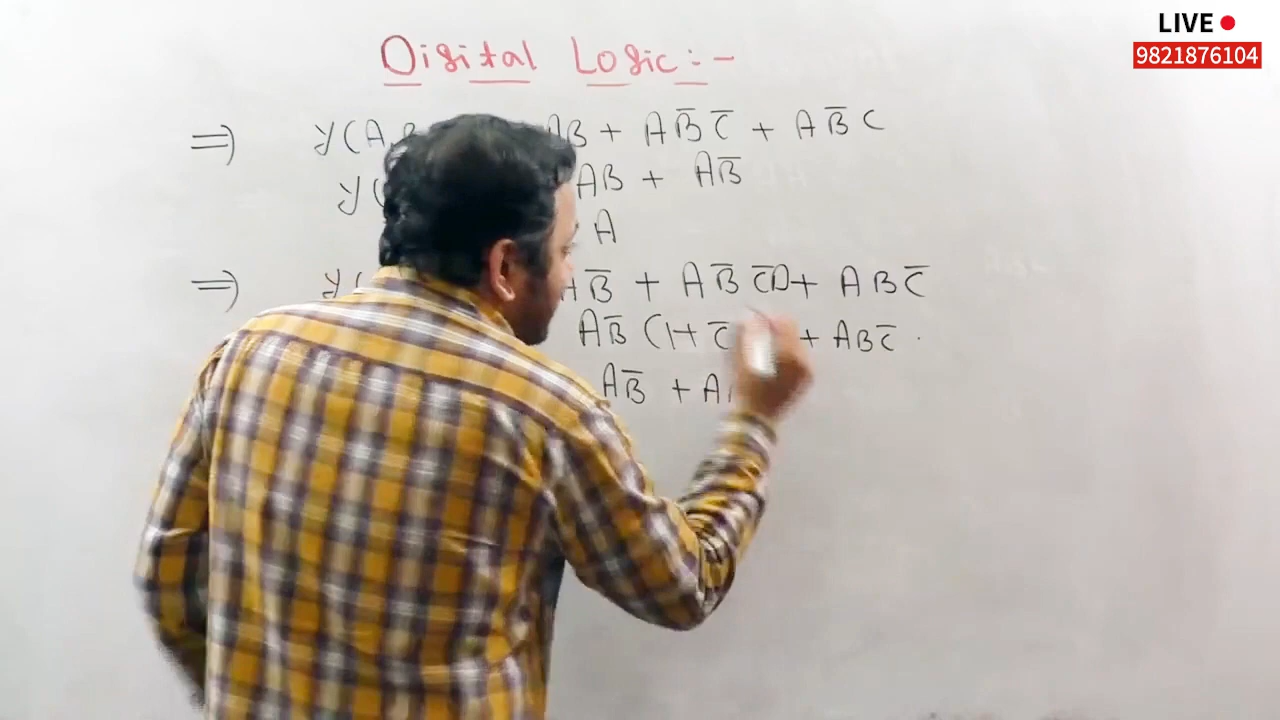 LIVE
9821876104
Digital Logic :-
⇒) Y(A, B AB + AB̅C̅ + AB̅C
Y( AB + AB̅
A
⇒) Y( AB̅ + AB̅C̅D + ABC̅
AB̅ (1+ C̅ + ABC̅
AB̅ + A